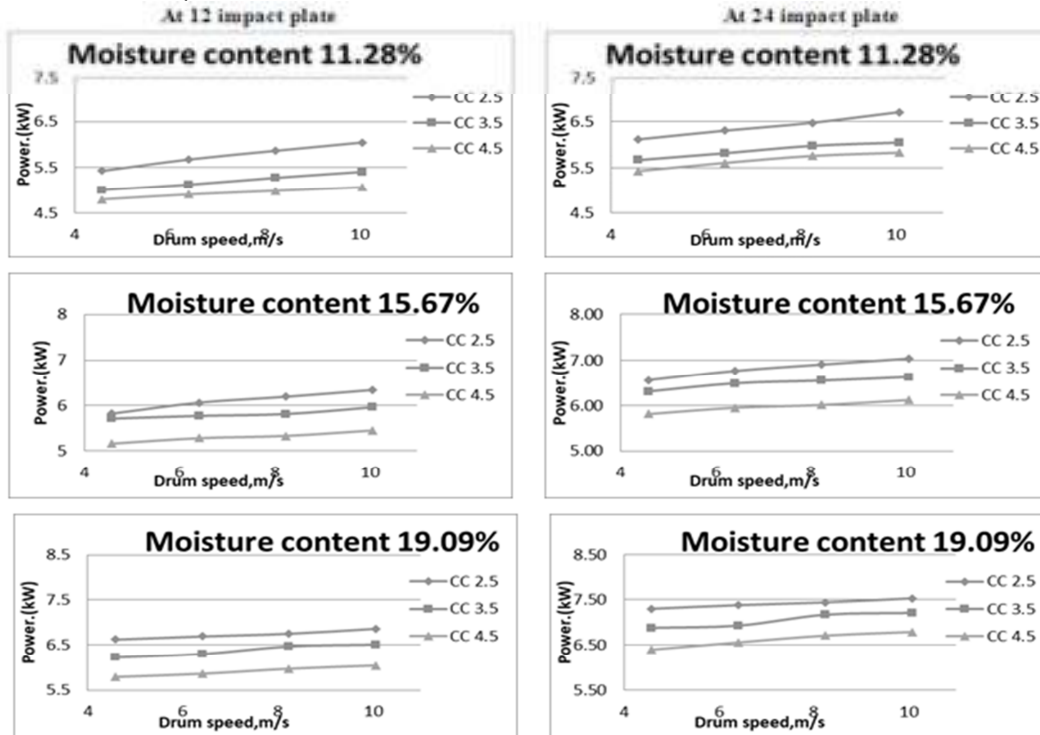 At 12 impact plate
Moisture content 11.28%
7.5
6.5
5.5
4.5
Power.(kW)
CC 2.5
CC 3.5
CC 4.5
4 6 8 10
Drum speed,m/s
At 24 impact plate
Moisture content 11.28%
7.5
6.5
5.5
4.5
Power.(kW)
CC 2.5
CC 3.5
CC 4.5
4 6 8 10
Drum speed,m/s
Moisture content 15.67%
8
7
6
5
Power.(kW)
CC 2.5
CC 3.5
CC 4.5
4 6 8 10
Drum speed,m/s
Moisture content 15.67%
8.00
7.00
6.00
5.00
Power.(kW)
CC 2.5
CC 3.5
CC 4.5
4 6 8 10
Drum speed,m/s
Moisture content 19.09%
8.5
7.5
6.5
5.5
Power.(kW)
CC 2.5
CC 3.5
CC 4.5
4 6 8 10
Drum speed,m/s
Moisture content 19.09%
8.50
7.50
6.50
5.50
Power.(kW)
CC 2.5
CC 3.5
CC 4.5
4 6 8 10
Drum speed,m/s